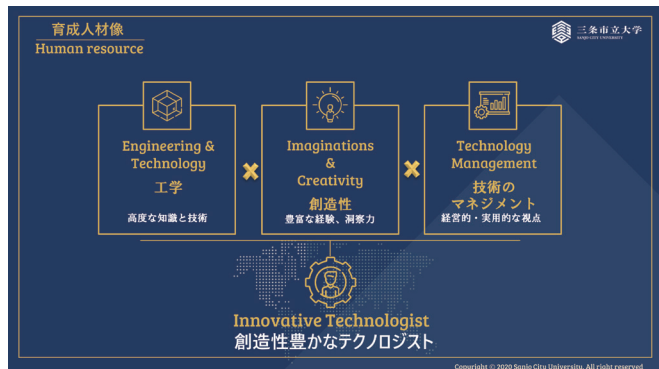 育成人材像
Human resource
三条市立大学
SANJO CITY UNIVERSITY
Engineering &
Technology
工学
高度な知識と技術
Imaginations
&
Creativity
創造性
豊富な経験、洞察力
Technology
Management
技術の
マネジメント
経営的・実用的な視点
Innovative Technologist
創造性豊かなテクノロジスト
Copyright © 2020 Sanjo City University. All right reserved